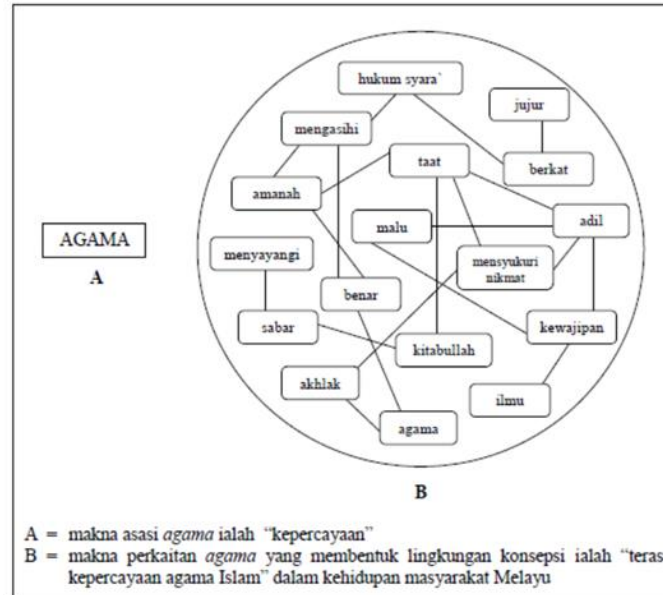 hukum syara`
jujur
mengasihi
taat
berkat
amanah
adil
malu
AGAMA
A
menyayangi
mensyukuri
nikmat
benar
sabar
kewajipan
kitabullah
akhlak
ilmu
agama
B
A = makna asasi agama ialah "kepercayaan"
B = makna perkaitan agama yang membentuk lingkungan konsepsi ialah "teras
kepercayaan agama Islam" dalam kehidupan masyarakat Melayu